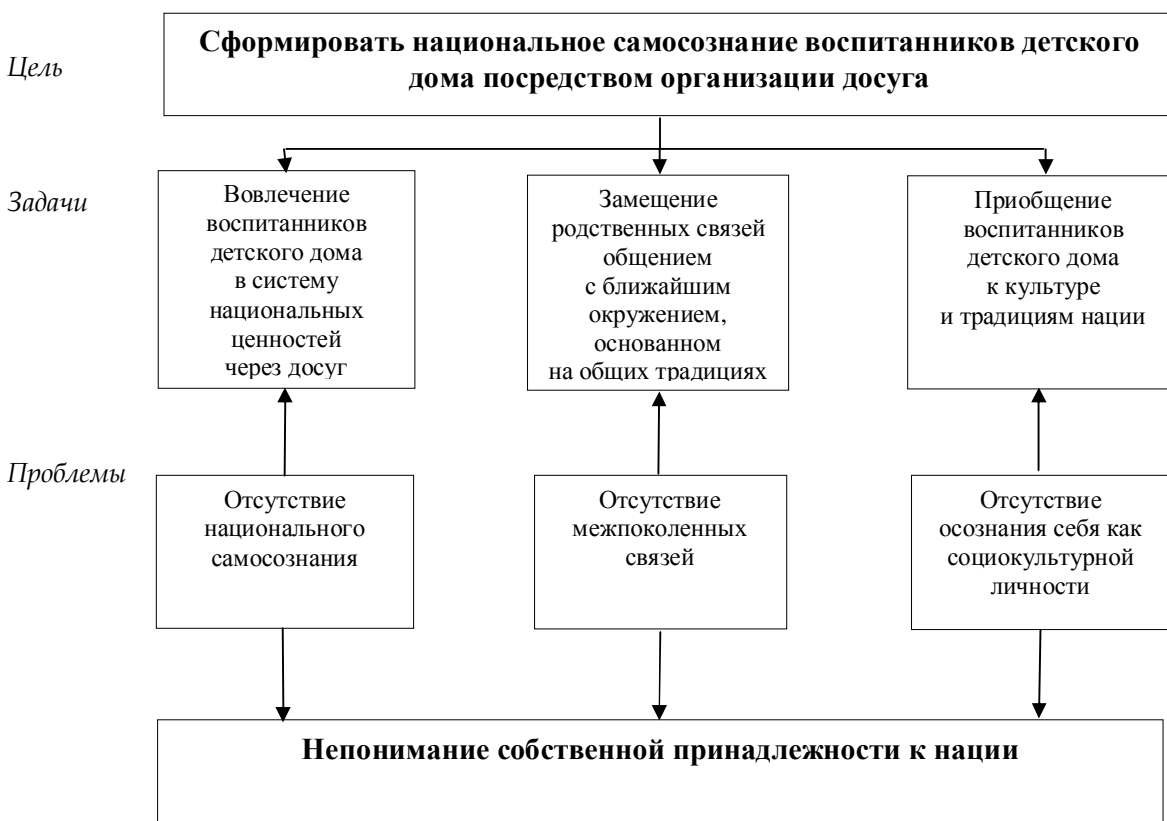 Цель
Сформировать национальное самосознание воспитанников детского
дома посредством организации досуга
Задачи
Вовлечение
воспитанников
детского дома
в систему
национальных
ценностей
через досуг
Замещение
родственных связей
общением
с ближайшим
окружением,
основанном
на общих традициях
Приобщение
воспитанников
детского дома
к культуре
и традициям нации
Проблемы
Отсутствие
национального
самосознания
Отсутствие
межпоколенных
связей
Отсутствие
осознания себя как
социокультурной
личности
Непонимание собственной принадлежности к нации